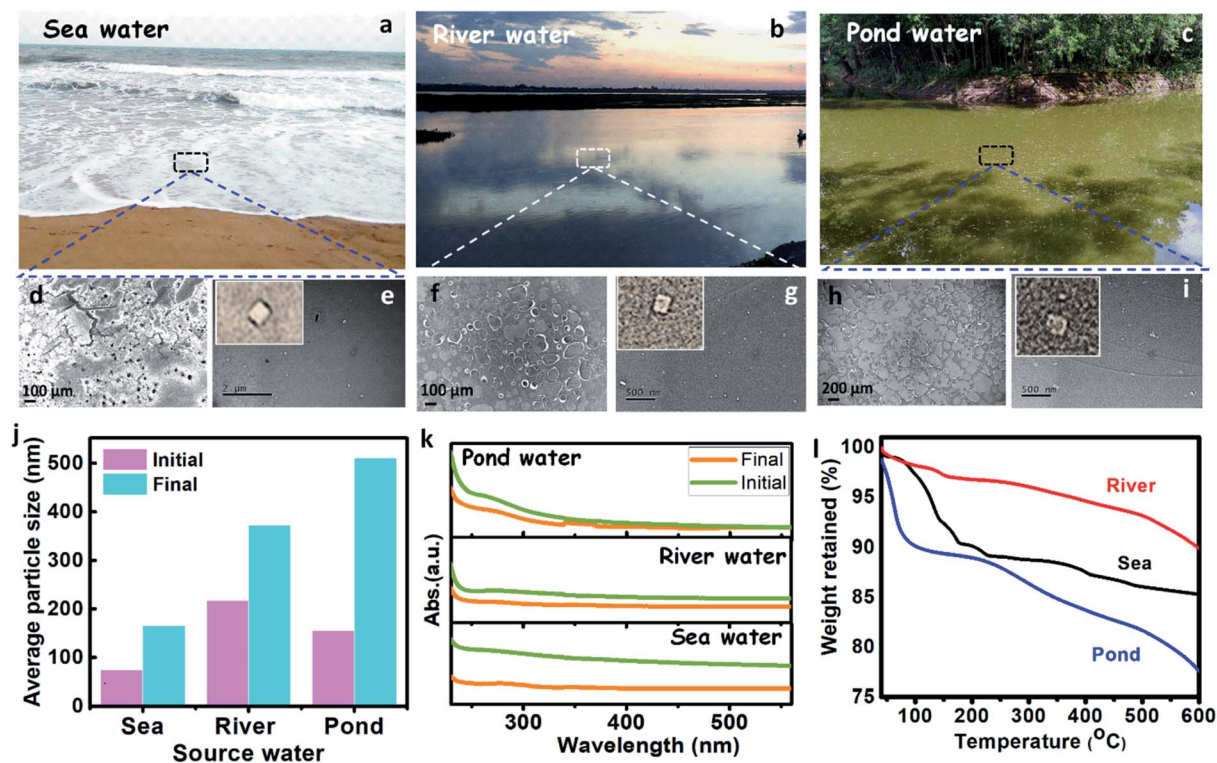 Sea water
a
River water
b
Pond water
c
d
100 µm
e
2 µm
f
100 µm
g
500 nm
h
200 µm
i
500 nm
j
Average particle size (nm)
500
400
300
200
100
0
Initial
Final
Sea River Pond
Source water
k
Abs.(a.u.)
Pond water
Final
Initial
River water
Sea water
300 400 500
Wavelength (nm)
l
Weight retained (%)
100
95
90
85
80
75
River
Sea
Pond
100 200 300 400 500 600
Temperature (°C)